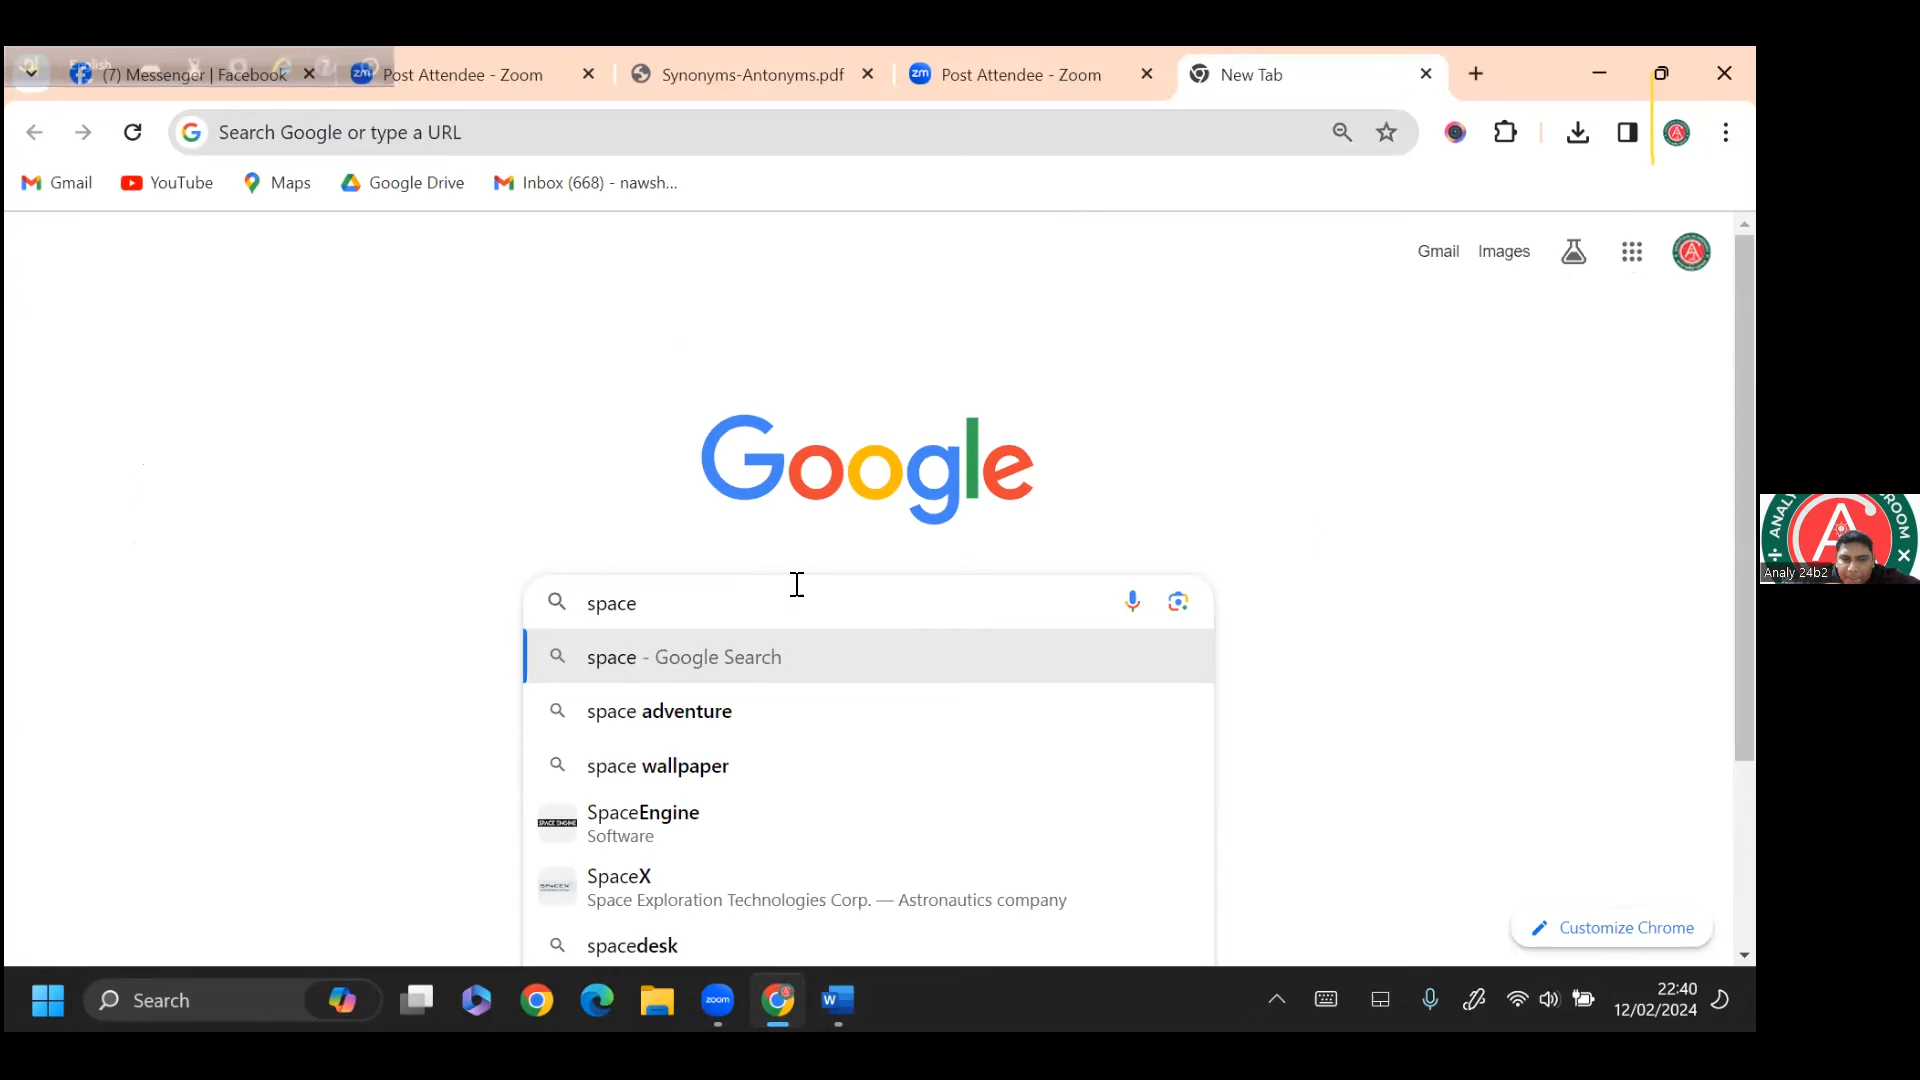 (7) Messenger | Facebook
Post Attendee - Zoom
Synonyms-Antonyms.pdf
Post Attendee - Zoom
New Tab
Search Google or type a URL
Gmail
YouTube
Maps
Google Drive
Inbox (668) - nawsh...
Gmail
Images
Google
space
space - Google Search
space adventure
space wallpaper
SpaceEngine
Software
SpaceX
Space Exploration Technologies Corp. — Astronautics company
spacedesk
Customize Chrome
Analy 24b2
Search
zoom
22:40
12/02/2024